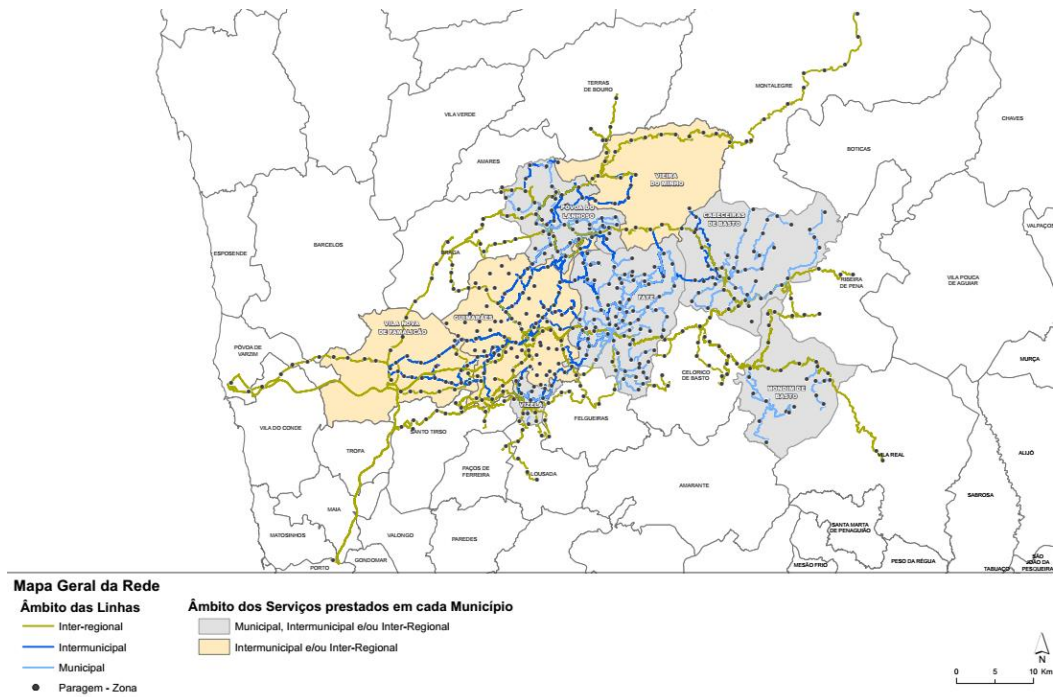 TERRAS
DE BOURO
MONTALEGRE
CHAVES
VILA VERDE
AMARES
BOTICAS
VIEIRA
DO MINHO
PÓVOA DO
LANHOSO
CABECEIRAS
DE BASTO
VALPAÇOS
BARCELOS
BRAGA
ESPOSENDE
RIBEIRA
DE PENA
VILA POUCA
DE AGUIAR
FAFE
GUIMARÃES
VILA NOVA
DE FAMALICÃO
PÓVOA DE
VARZIM
MURÇA
CELORICO
DE BASTO
MONDIM DE
BASTO
VIZELA
FELGUEIRAS
VILA DO CONDE
SANTO TIRSO
TROFA
VILA REAL
ALIJÓ
PAÇOS DE
FERREIRA
LOUSADA
AMARANTE
SABROSA
MAIA
MATOSINHOS
VALONGO
PAREDES
SANTA MARTA
DE PENAGUIÃO
PORTO
GONDOMAR
MESÃO FRIO
PESO DA RÉGUA
TABUAÇO
SÃO
JOÃO DA
PESQUEIRA
Mapa Geral da Rede
Âmbito das Linhas
Inter-regional
Intermunicipal
Municipal
Paragem - Zona
Âmbito dos Serviços prestados em cada Município
Municipal, Intermunicipal e/ou Inter-Regional
Intermunicipal e/ou Inter-Regional
N
0 5 10 Km